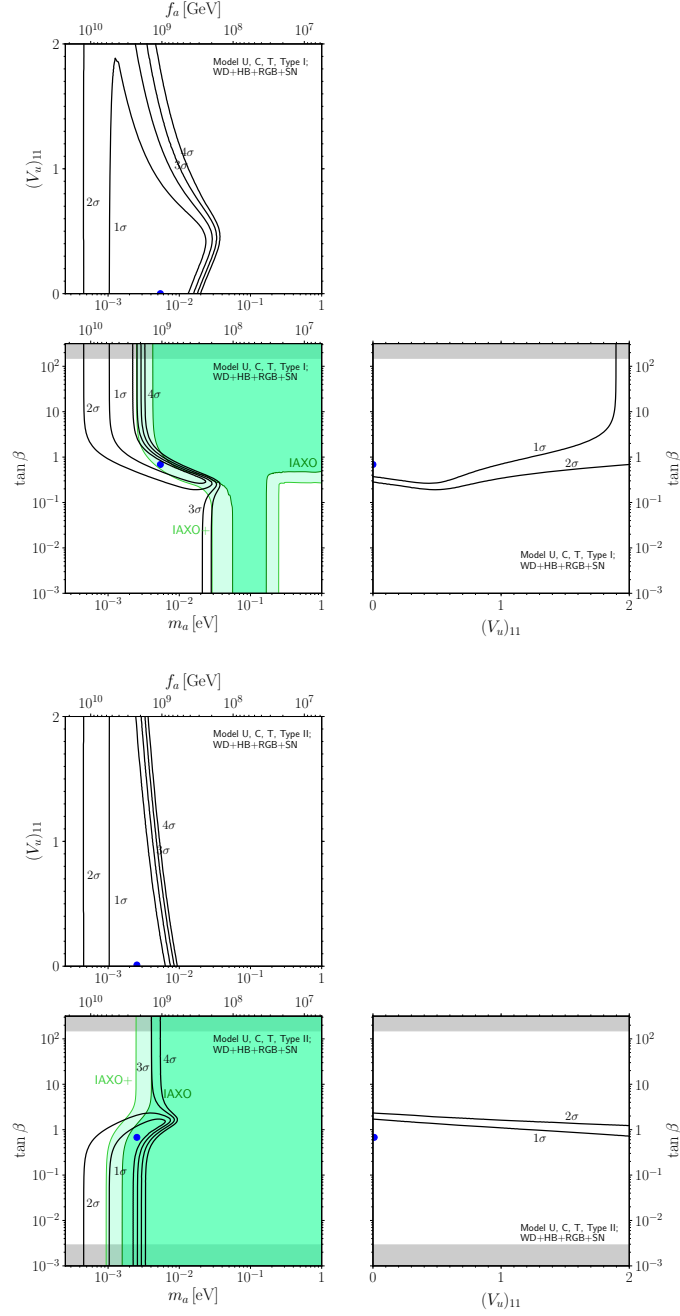 f_a [GeV]
10^10 10^9 10^8 10^7
2
Model U, C, T, Type I;
WD+HB+RGB+SN
4σ
3σ
(V_u)_11
1
2σ
1σ
0
10^-3 10^-2 10^-1 1
10^10 10^9 10^8 10^7
10^2
Model U, C, T, Type I;
WD+HB+RGB+SN
1σ
4σ
2σ
10
tan β
1
IAXO
10^-1
3σ
IAXO+
10^-2
10^-3
10^-3 10^-2 10^-1 1
m_a [eV]
10^2
10
1σ
2σ
1
tan β
10^-1
10^-2
Model U, C, T, Type I;
WD+HB+RGB+SN
10^-3
0 1 2
(V_u)_11
f_a [GeV]
10^10 10^9 10^8 10^7
2
Model U, C, T, Type II;
WD+HB+RGB+SN
4σ
3σ
(V_u)_11
1
2σ
1σ
0
10^-3 10^-2 10^-1 1
10^10 10^9 10^8 10^7
10^2
Model U, C, T, Type II;
WD+HB+RGB+SN
3σ
4σ
IAXO+
IAXO
10
tan β
1
1σ
10^-1
2σ
10^-2
10^-3
10^-3 10^-2 10^-1 1
m_a [eV]
10^2
10
2σ
1σ
1
tan β
10^-1
10^-2
Model U, C, T, Type II;
WD+HB+RGB+SN
10^-3
0 1 2
(V_u)_11